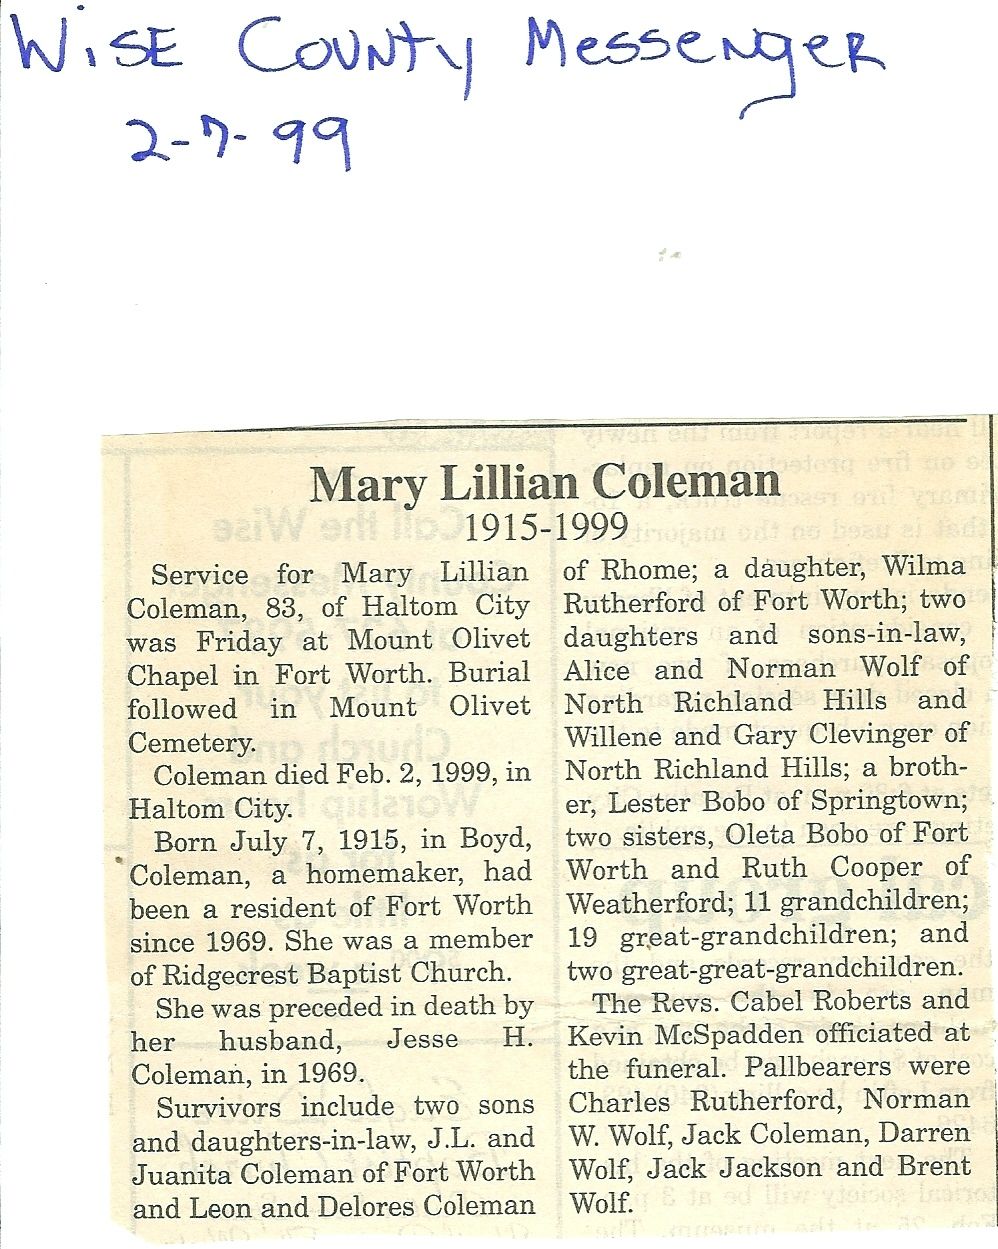 Wise County Messenger
2-7-99
Mary Lillian Coleman
1915-1999
Service for Mary Lillian
Coleman, 83, of Haltom City
was Friday at Mount Olivet
Chapel in Fort Worth. Burial
followed in Mount Olivet
Cemetery.
Coleman died Feb. 2, 1999, in
Haltom City.
Born July 7, 1915, in Boyd,
Coleman, a homemaker, had
been a resident of Fort Worth
since 1969. She was a member
of Ridgecrest Baptist Church.
She was preceded in death by
her husband, Jesse H.
Coleman, in 1969.
Survivors include two sons
and daughters-in-law, J.L. and
Juanita Coleman of Fort Worth
and Leon and Delores Coleman
of Rhome; a daughter, Wilma
Rutherford of Fort Worth; two
daughters and sons-in-law,
Alice and Norman Wolf of
North Richland Hills and
Willene and Gary Clevinger of
North Richland Hills; a broth-
er, Lester Bobo of Springtown;
two sisters, Oleta Bobo of Fort
Worth and Ruth Cooper of
Weatherford; 11 grandchildren;
19 great-grandchildren; and
two great-great-grandchildren.
The Revs. Cabel Roberts and
Kevin McSpadden officiated at
the funeral. Pallbearers were
Charles Rutherford, Norman
W. Wolf, Jack Coleman, Darren
Wolf, Jack Jackson and Brent
Wolf.